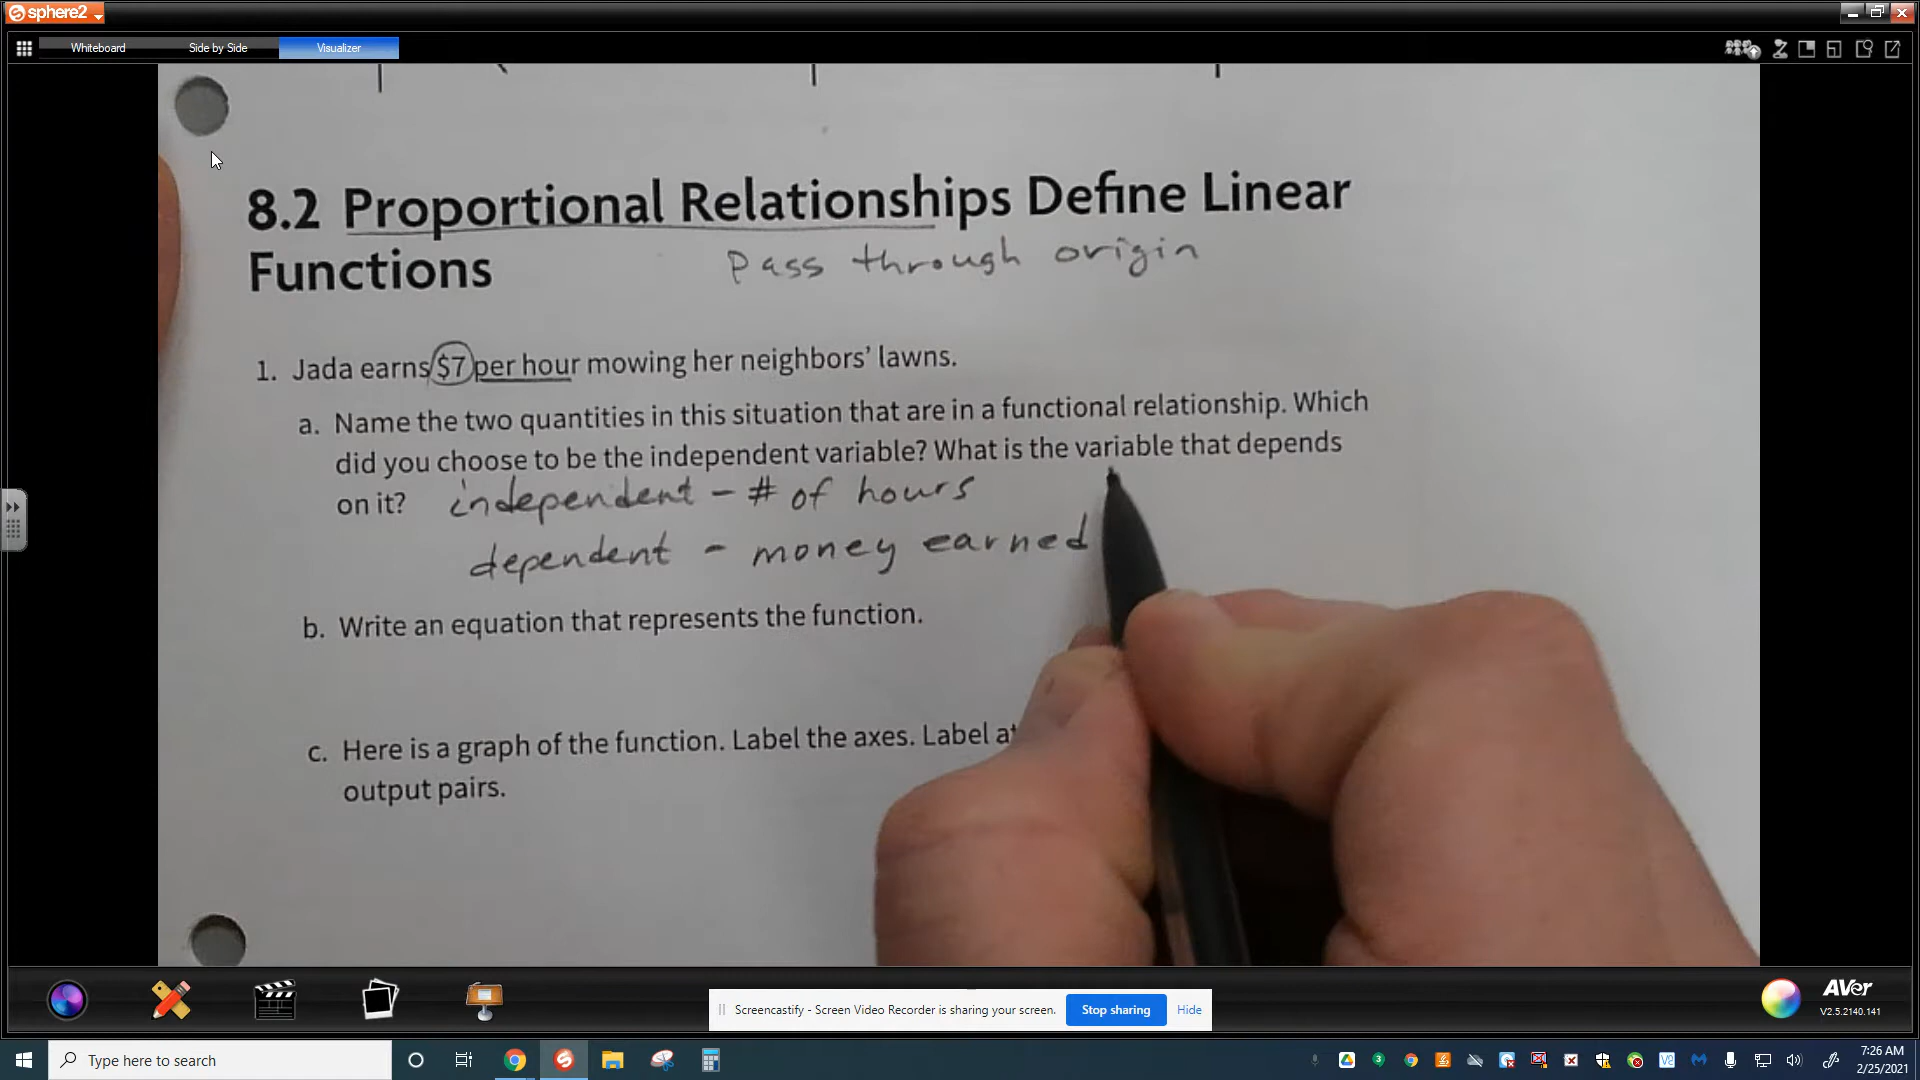 sphere2
Whiteboard
Side by Side
Visualizer
8.2 Proportional Relationships Define Linear
Functions
Pass through origin
1. Jada earns $7 per hour mowing her neighbors' lawns.
a. Name the two quantities in this situation that are in a functional relationship. Which
did you choose to be the independent variable? What is the variable that depends
on it? independent - # of hours
dependent - money earned
b. Write an equation that represents the function.
c. Here is a graph of the function. Label the axes. Label at
output pairs.
Screencastify - Screen Video Recorder is sharing your screen.
Stop sharing
Hide
AVer
V2.5.2140.141
Type here to search
7:26 AM
2/25/2021